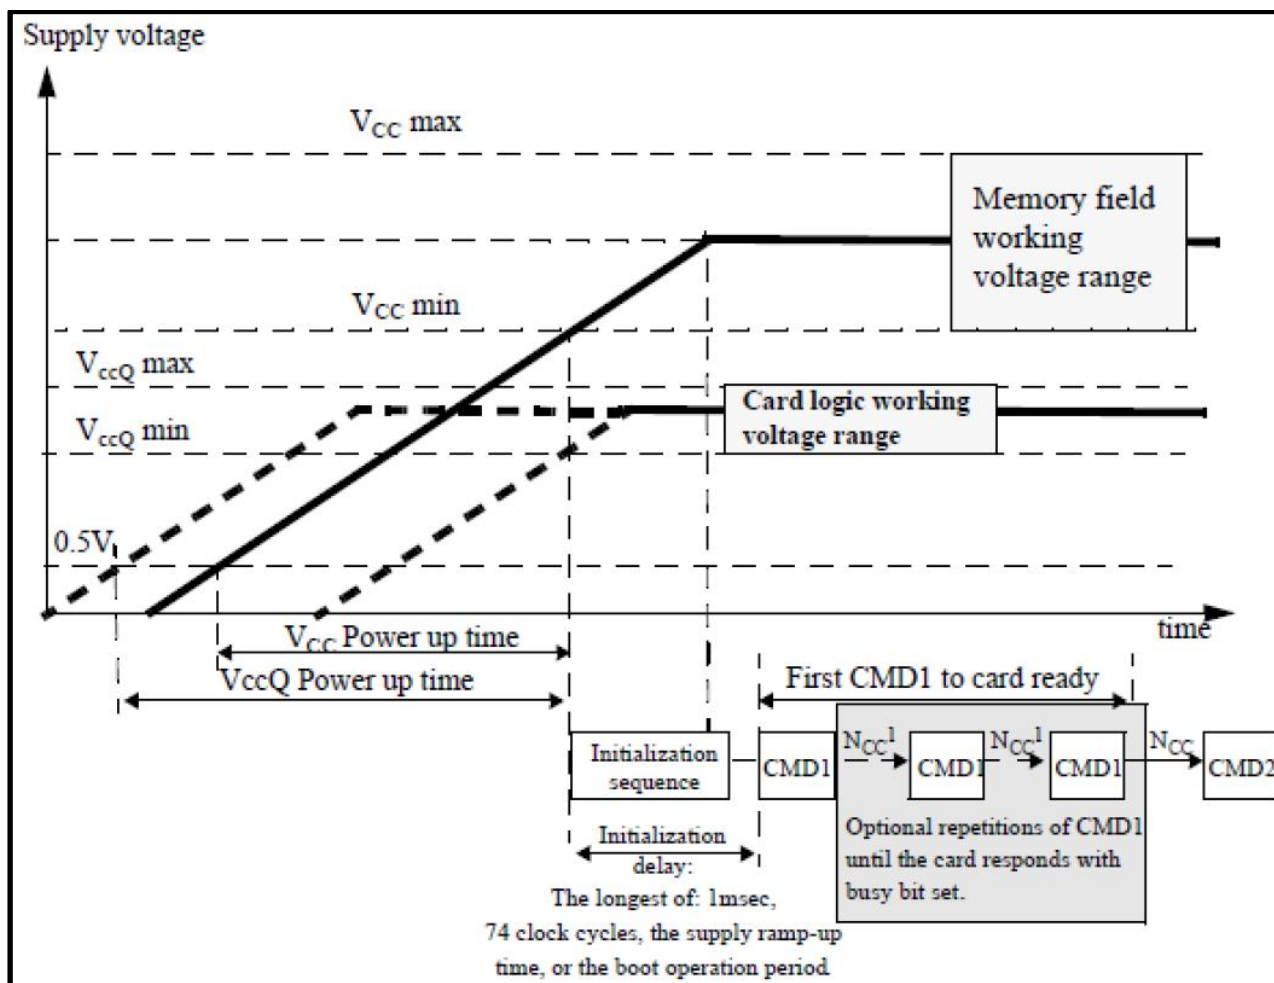 Supply voltage
VCC max
Memory field
working
voltage range
VCC min
VccQ max
Card logic working
voltage range
VccQ min
0.5V
time
VCC Power up time
VccQ Power up time
First CMD1 to card ready
Initialization
sequence
CMD1
NCC1
CMD1
NCC1
CMD1
NCC
CMD2
Optional repetitions of CMD1
until the card responds with
busy bit set.
Initialization
delay:
The longest of: 1msec,
74 clock cycles, the supply ramp-up
time, or the boot operation period